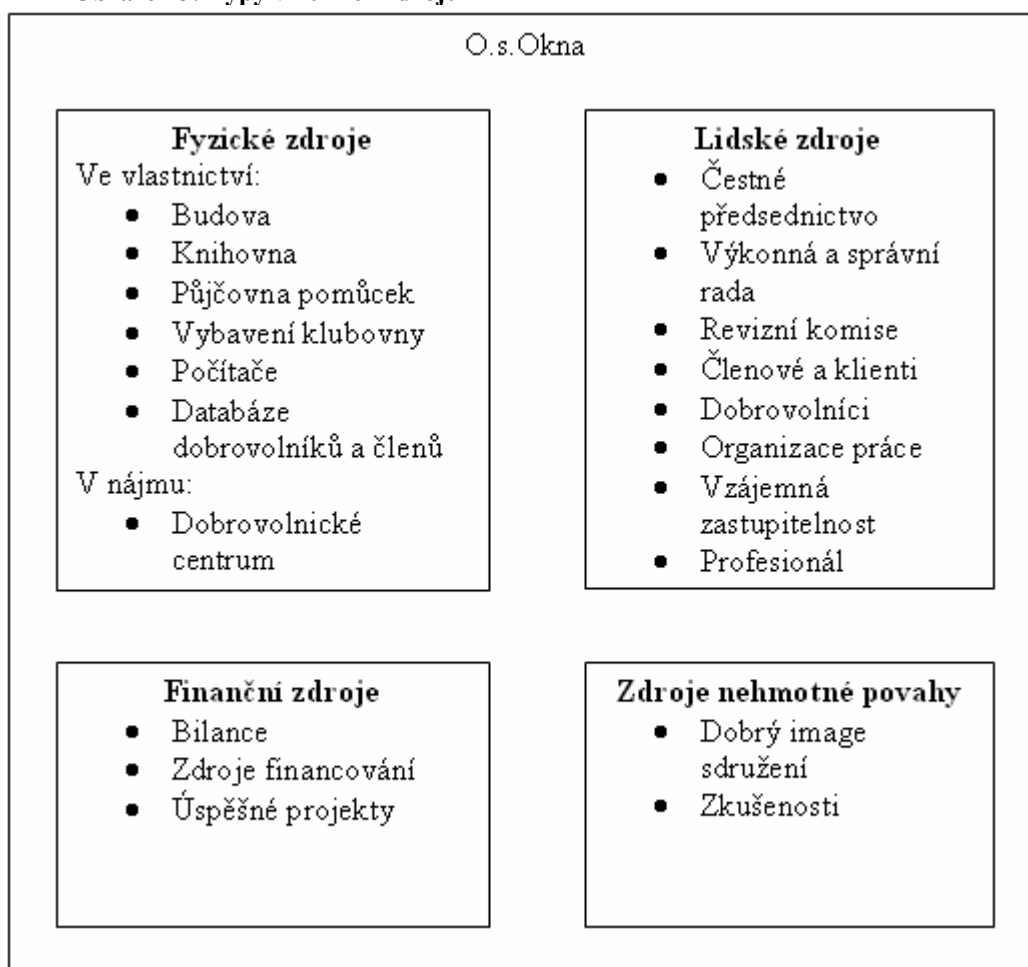 O.s.Okna
Fyzické zdroje
Ve vlastnictví:
● Budova
● Knihovna
● Půjčovna pomůcek
● Vybavení klubovny
● Počítače
● Databáze
dobrovolníků a členů
V nájmu:
● Dobrovolnické
centrum
Lidské zdroje
● Čestné
předsednictvo
● Výkonná a správní
rada
● Revizní komise
● Členové a klienti
● Dobrovolníci
● Organizace práce
● Vzájemná
zastupitelnost
● Profesionál
Finanční zdroje
● Bilance
● Zdroje financování
● Úspěšné projekty
Zdroje nehmotné povahy
● Dobrý image
sdružení
● Zkušenosti